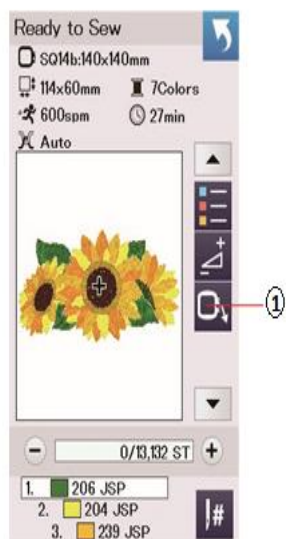 Ready to Sew
SQ14b:140x140mm
114x60mm 7Colors
600spm 27min
Auto
①
− 0/13,132 ST +
1. 206 JSP
2. 204 JSP
3. 239 JSP
#